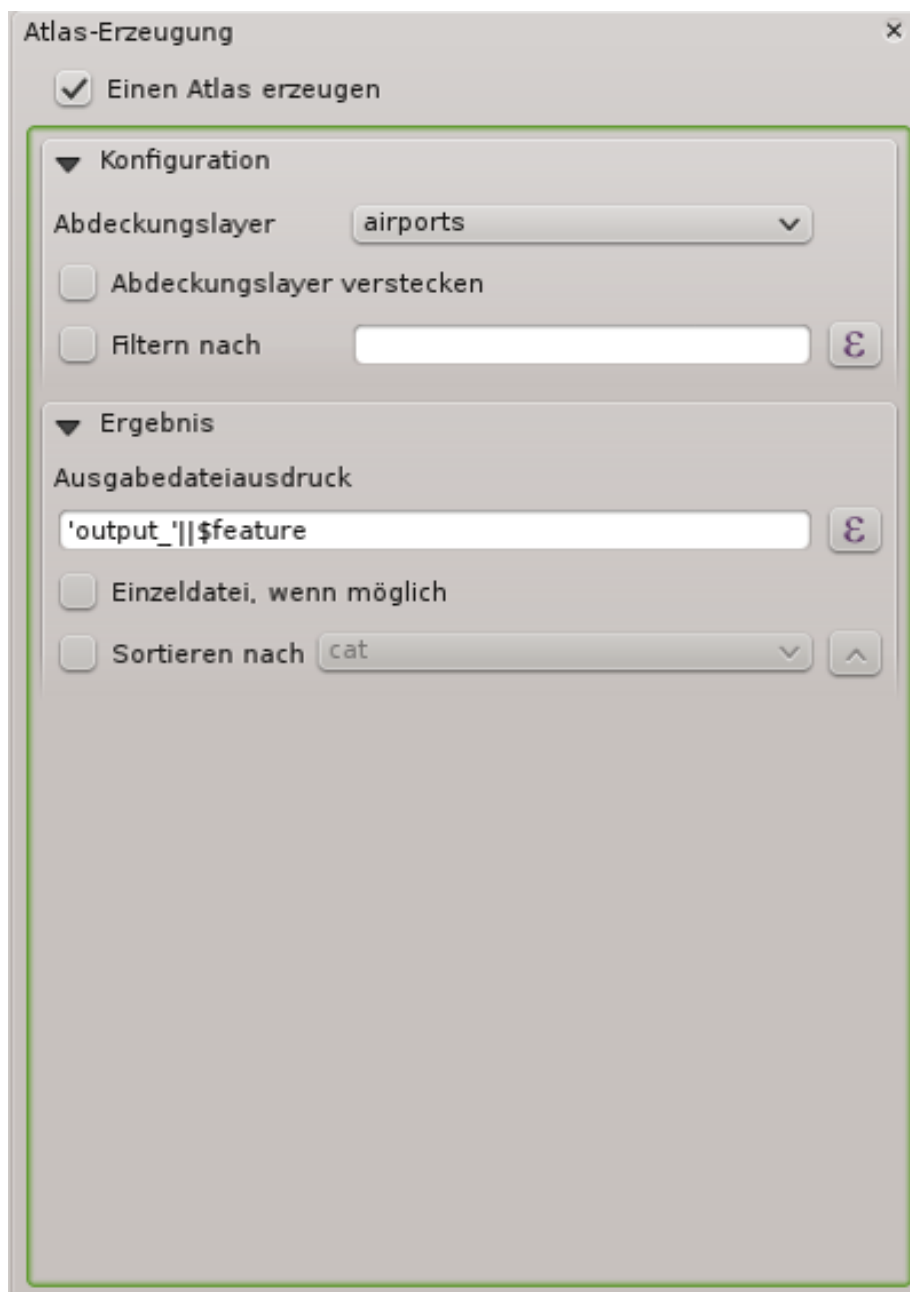 Atlas-Erzeugung
Einen Atlas erzeugen
Konfiguration
Abdeckungslayer airports
Abdeckungslayer verstecken
Filtern nach ε
Ergebnis
Ausgabedateiausdruck
'output_'||$feature ε
Einzeldatei, wenn möglich
Sortieren nach cat